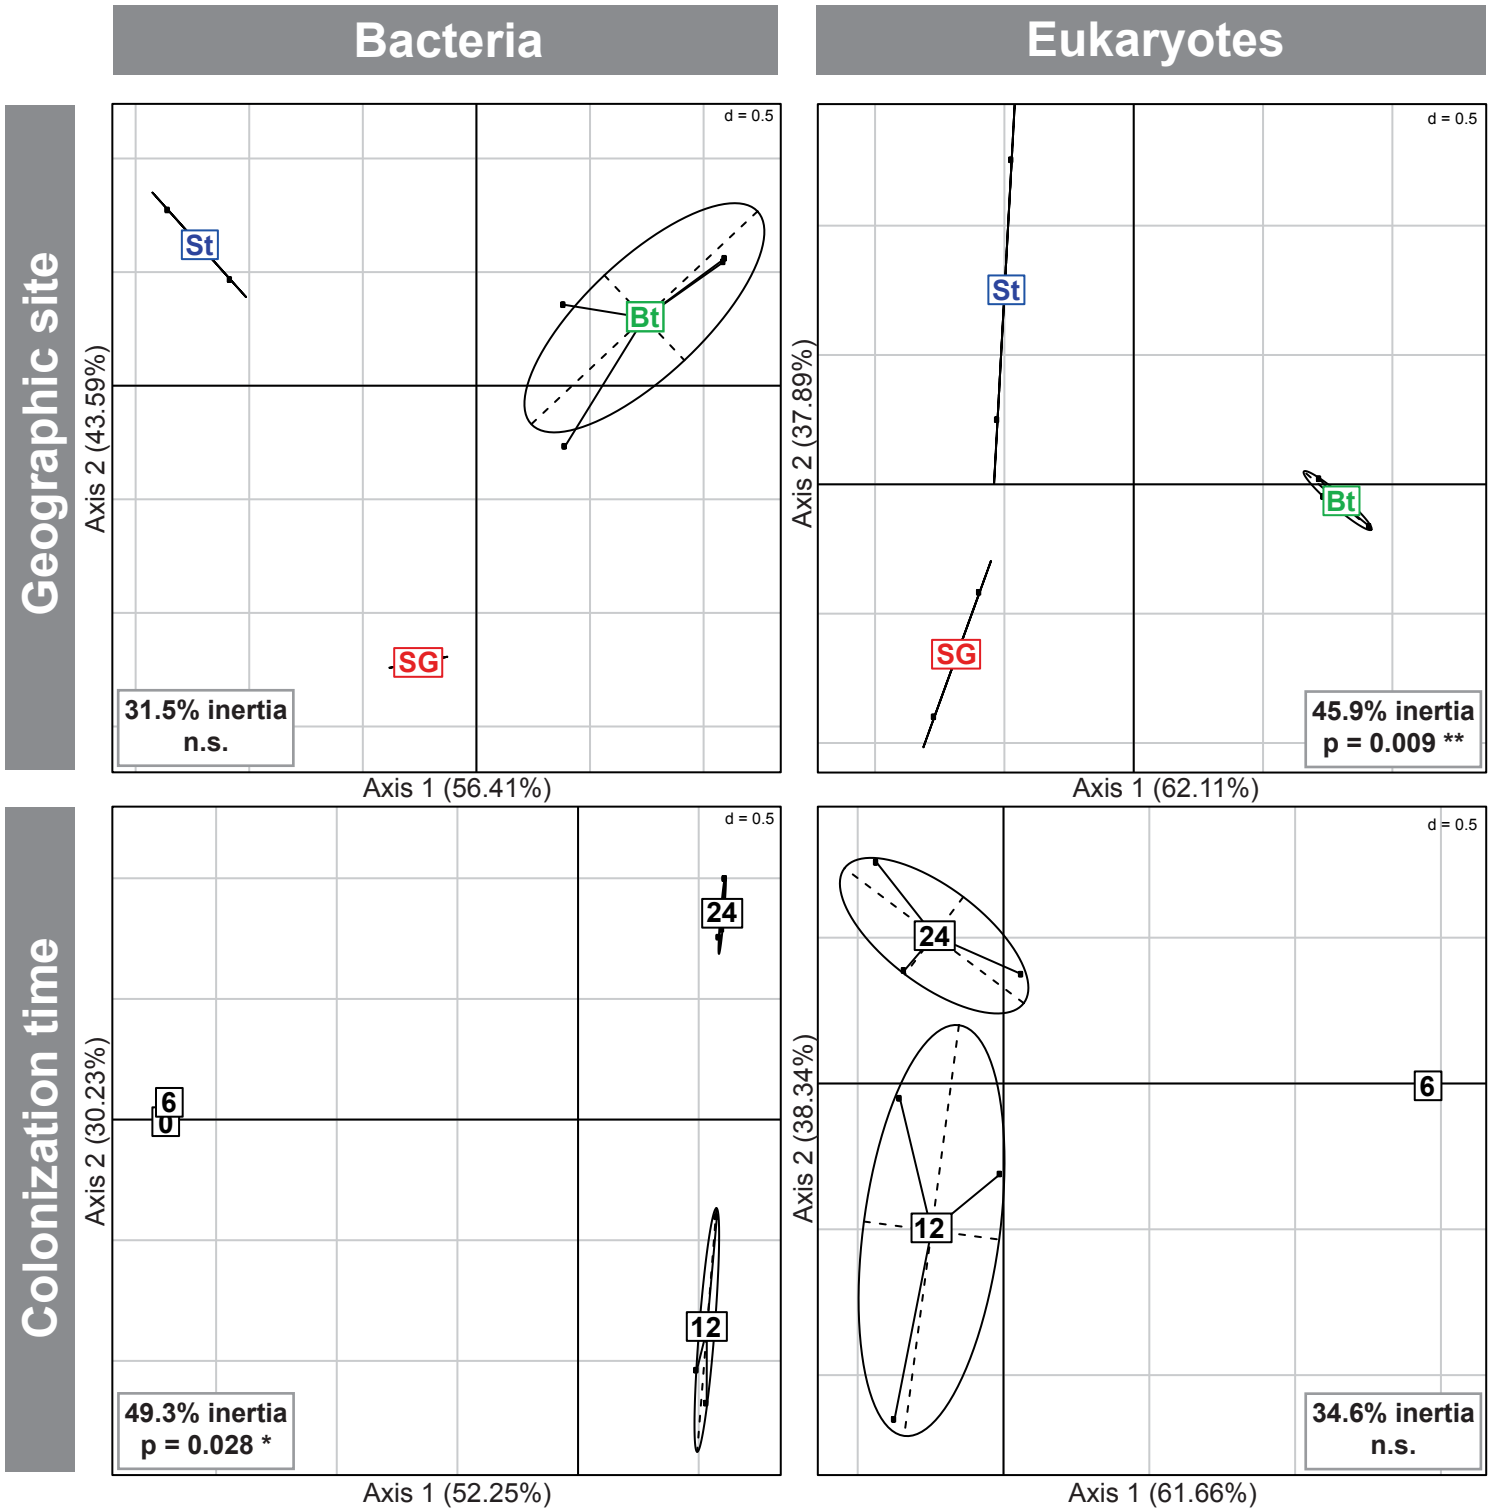 Bacteria
Eukaryotes
Geographic site
d = 0.5
St
Bt
SG
31.5% inertia
n.s.
Axis 2 (43.59%)
Axis 1 (56.41%)
d = 0.5
St
Bt
SG
45.9% inertia
p = 0.009 **
Axis 2 (37.89%)
Axis 1 (62.11%)
Colonization time
d = 0.5
24
6
0
12
49.3% inertia
p = 0.028 *
Axis 2 (30.23%)
Axis 1 (52.25%)
d = 0.5
24
6
12
34.6% inertia
n.s.
Axis 2 (38.34%)
Axis 1 (61.66%)